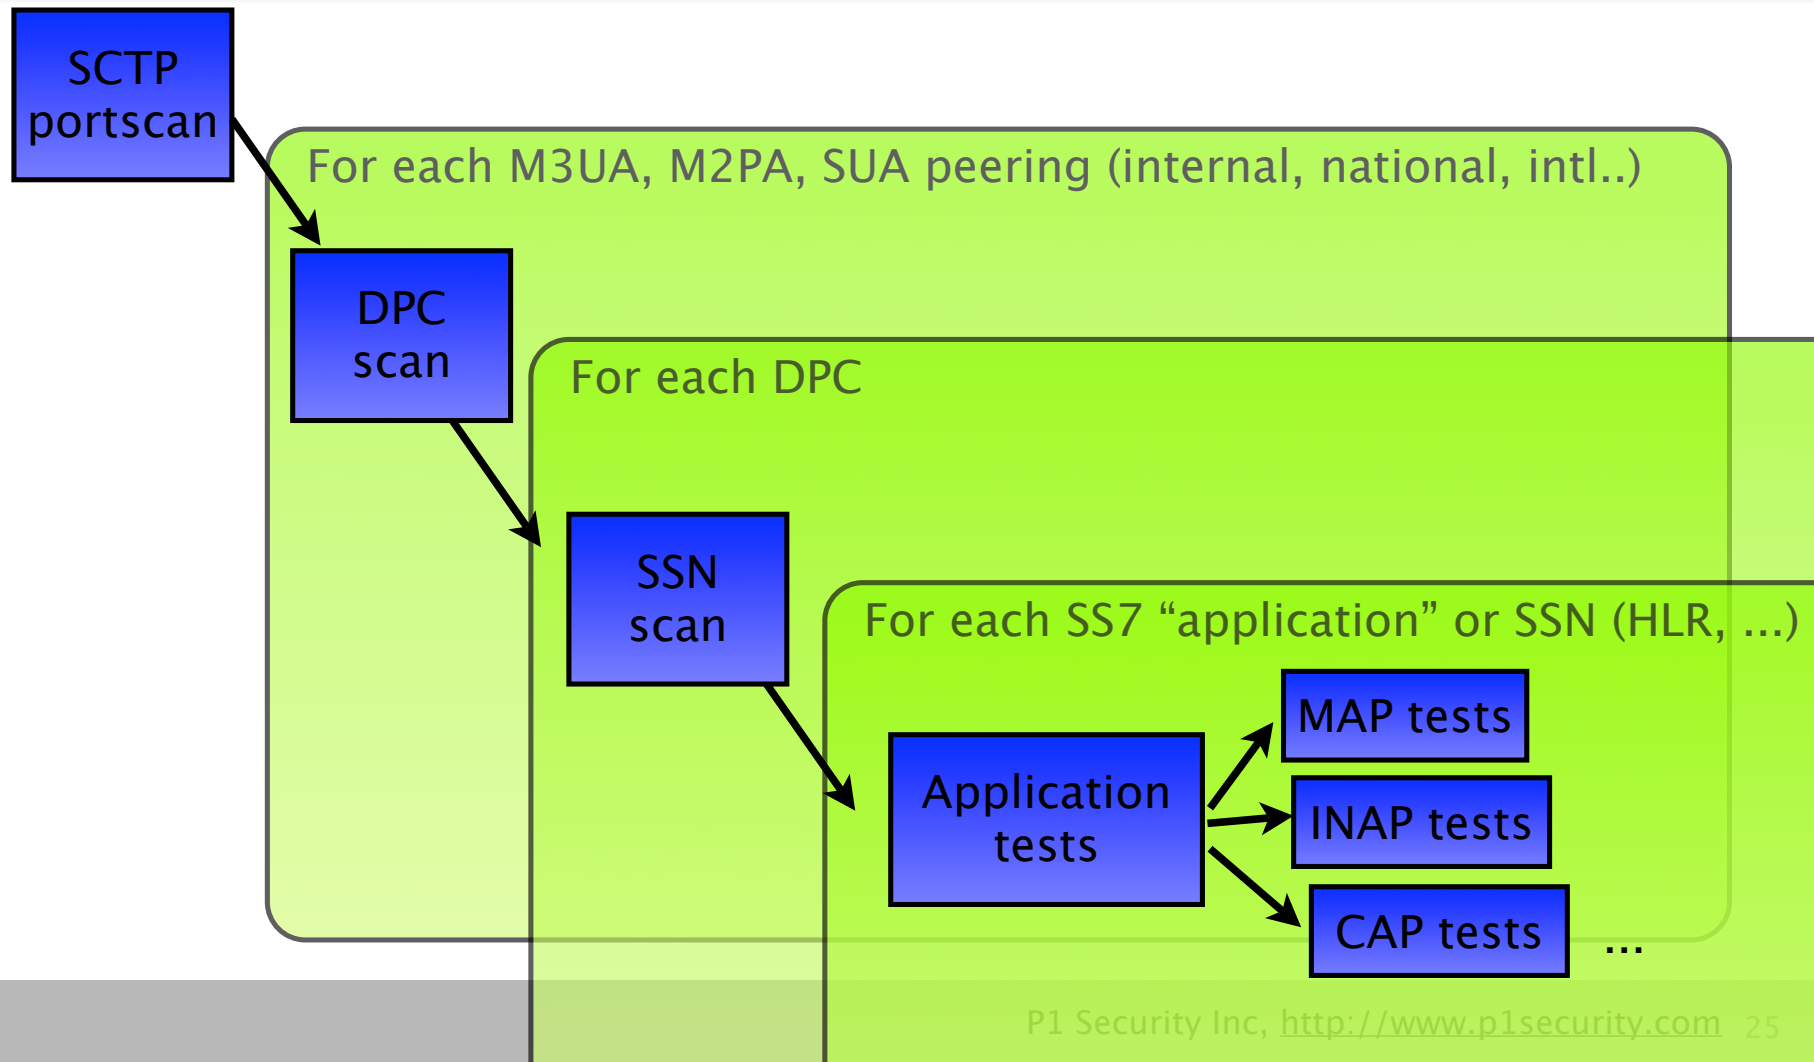 SCTP
portscan
For each M3UA, M2PA, SUA peering (internal, national, intl..)
DPC
scan
For each DPC
SSN
scan
For each SS7 “application” or SSN (HLR, ...)
MAP tests
Application
tests
INAP tests
CAP tests
...
P1 Security Inc, http://www.p1security.com 25